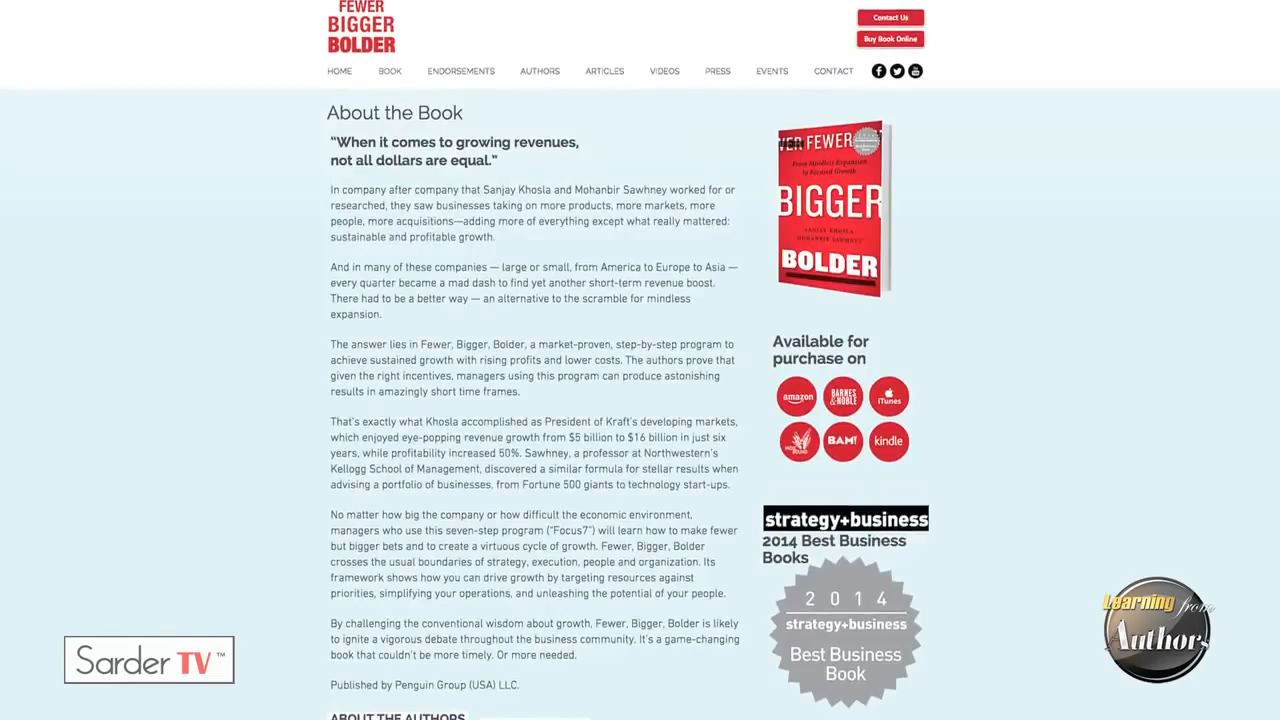 FEWER
BIGGER
BOLDER
Contact Us
Buy Book Online
HOME BOOK ENDORSEMENTS AUTHORS ARTICLES VIDEOS PRESS EVENTS CONTACT
About the Book
“When it comes to growing revenues,
not all dollars are equal.”
In company after company that Sanjay Khosla and Mohanbir Sawhney worked for or
researched, they saw businesses taking on more products, more markets, more
people, more acquisitions—adding more of everything except what really mattered:
sustainable and profitable growth.
And in many of these companies — large or small, from America to Europe to Asia —
every quarter became a mad dash to find yet another short-term revenue boost.
There had to be a better way — an alternative to the scramble for mindless
expansion.
The answer lies in Fewer, Bigger, Bolder, a market-proven, step-by-step program to
achieve sustained growth with rising profits and lower costs. The authors prove that
given the right incentives, managers using this program can produce astonishing
results in amazingly short time frames.
That’s exactly what Khosla accomplished as President of Kraft’s developing markets,
which enjoyed eye-popping revenue growth from $5 billion to $16 billion in just six
years, while profitability increased 50%. Sawhney, a professor at Northwestern’s
Kellogg School of Management, discovered a similar formula for stellar results when
advising a portfolio of businesses, from Fortune 500 giants to technology start-ups.
No matter how big the company or how difficult the economic environment,
managers who use this seven-step program (“Focus7”) will learn how to make fewer
but bigger bets and to create a virtuous cycle of growth. Fewer, Bigger, Bolder
crosses the usual boundaries of strategy, execution, people and organization. Its
framework shows how you can drive growth by targeting resources against
priorities, simplifying your operations, and unleashing the potential of your people.
By challenging the conventional wisdom about growth, Fewer, Bigger, Bolder is likely
to ignite a vigorous debate throughout the business community. It’s a game-changing
book that couldn’t be more timely. Or more needed.
Published by Penguin Group (USA) LLC.
ABOUT THE AUTHORS
FEWER
From Mindless Expansion
to Focused Growth
BIGGER
SANJAY KHOSLA
MOHANBIR SAWHNEY
BOLDER
Available for
purchase on
amazon
BARNES
&NOBLE
iTunes
INDIE
BOUND
BAM!
kindle
strategy+business
2014 Best Business
Books
2014
strategy+business
Best Business
Book
Sarder TV™
Learning from
Authors